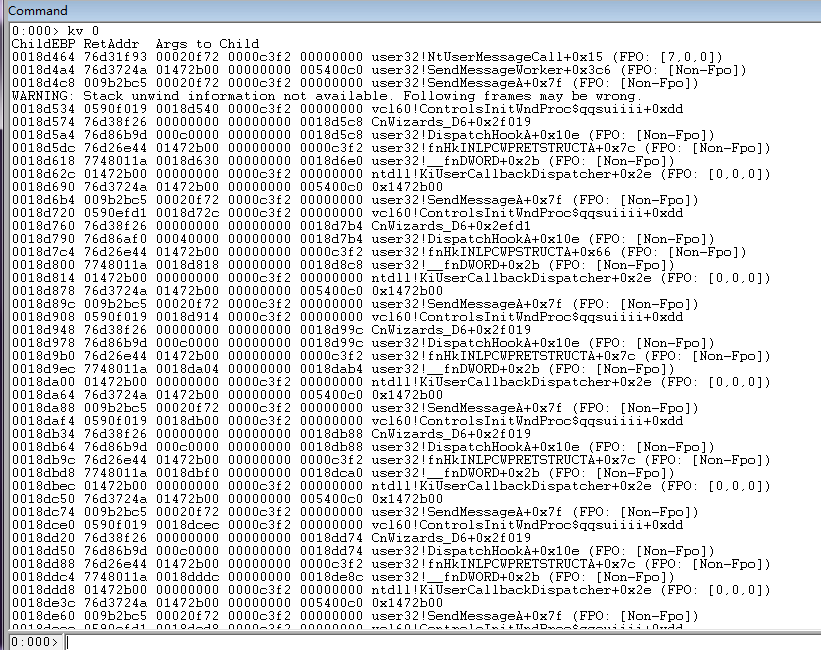 Command
0:000> kv 0
ChildEBP RetAddr  Args to Child
0018d464 76d31f93 00020f72 0000c3f2 00000000 user32!NtUserMessageCall+0x15 (FPO: [7,0,0])
0018d4a4 76d3724a 01472b00 00000000 005400c0 user32!SendMessageWorker+0x3c6 (FPO: [Non-Fpo])
0018d4c8 009b2bc5 00020f72 0000c3f2 00000000 user32!SendMessageA+0x7f (FPO: [Non-Fpo])
WARNING: Stack unwind information not available. Following frames may be wrong.
0018d534 0590f019 0018d540 0000c3f2 00000000 vcl60!ControlsInitWndProc$qqsuiiii+0xdd
0018d574 76d38f26 00000000 00000000 0018d5c8 CnWizards_D6+0x2f019
0018d5a4 76d86b9d 000c0000 00000000 0018d5c8 user32!DispatchHookA+0x10e (FPO: [Non-Fpo])
0018d5dc 76d26e44 01472b00 00000000 0000c3f2 user32!fnHkINLPCWPRETSTRUCTA+0x7c (FPO: [Non-Fpo])
0018d618 7748011a 0018d630 00000000 0018d6e0 user32!__fnDWORD+0x2b (FPO: [Non-Fpo])
0018d62c 01472b00 00000000 0000c3f2 00000000 ntdll!KiUserCallbackDispatcher+0x2e (FPO: [0,0,0])
0018d690 76d3724a 01472b00 00000000 005400c0 0x1472b00
0018d6b4 009b2bc5 00020f72 0000c3f2 00000000 user32!SendMessageA+0x7f (FPO: [Non-Fpo])
0018d720 0590efd1 0018d72c 0000c3f2 00000000 vcl60!ControlsInitWndProc$qqsuiiii+0xdd
0018d760 76d38f26 00000000 00000000 0018d7b4 CnWizards_D6+0x2efd1
0018d790 76d86af0 00040000 00000000 0018d7b4 user32!DispatchHookA+0x10e (FPO: [Non-Fpo])
0018d7c4 76d26e44 01472b00 00000000 0000c3f2 user32!fnHkINLPCWPSTRUCTA+0x66 (FPO: [Non-Fpo])
0018d800 7748011a 0018d818 00000000 0018d8c8 user32!__fnDWORD+0x2b (FPO: [Non-Fpo])
0018d814 01472b00 00000000 0000c3f2 00000000 ntdll!KiUserCallbackDispatcher+0x2e (FPO: [0,0,0])
0018d878 76d3724a 01472b00 00000000 005400c0 0x1472b00
0018d89c 009b2bc5 00020f72 0000c3f2 00000000 user32!SendMessageA+0x7f (FPO: [Non-Fpo])
0018d908 0590f019 0018d914 0000c3f2 00000000 vcl60!ControlsInitWndProc$qqsuiiii+0xdd
0018d948 76d38f26 00000000 00000000 0018d99c CnWizards_D6+0x2f019
0018d978 76d86b9d 000c0000 00000000 0018d99c user32!DispatchHookA+0x10e (FPO: [Non-Fpo])
0018d9b0 76d26e44 01472b00 00000000 0000c3f2 user32!fnHkINLPCWPRETSTRUCTA+0x7c (FPO: [Non-Fpo])
0018d9ec 7748011a 0018da04 00000000 0018dab4 user32!__fnDWORD+0x2b (FPO: [Non-Fpo])
0018da00 01472b00 00000000 0000c3f2 00000000 ntdll!KiUserCallbackDispatcher+0x2e (FPO: [0,0,0])
0018da64 76d3724a 01472b00 00000000 005400c0 0x1472b00
0018da88 009b2bc5 00020f72 0000c3f2 00000000 user32!SendMessageA+0x7f (FPO: [Non-Fpo])
0018daf4 0590f019 0018db00 0000c3f2 00000000 vcl60!ControlsInitWndProc$qqsuiiii+0xdd
0018db34 76d38f26 00000000 00000000 0018db88 CnWizards_D6+0x2f019
0018db64 76d86b9d 000c0000 00000000 0018db88 user32!DispatchHookA+0x10e (FPO: [Non-Fpo])
0018db9c 76d26e44 01472b00 00000000 0000c3f2 user32!fnHkINLPCWPRETSTRUCTA+0x7c (FPO: [Non-Fpo])
0018dbd8 7748011a 0018dbf0 00000000 0018dca0 user32!__fnDWORD+0x2b (FPO: [Non-Fpo])
0018dbec 01472b00 00000000 0000c3f2 00000000 ntdll!KiUserCallbackDispatcher+0x2e (FPO: [0,0,0])
0018dc50 76d3724a 01472b00 00000000 005400c0 0x1472b00
0018dc74 009b2bc5 00020f72 0000c3f2 00000000 user32!SendMessageA+0x7f (FPO: [Non-Fpo])
0018dce0 0590f019 0018dcec 0000c3f2 00000000 vcl60!ControlsInitWndProc$qqsuiiii+0xdd
0018dd20 76d38f26 00000000 00000000 0018dd74 CnWizards_D6+0x2f019
0018dd50 76d86b9d 000c0000 00000000 0018dd74 user32!DispatchHookA+0x10e (FPO: [Non-Fpo])
0018dd88 76d26e44 01472b00 00000000 0000c3f2 user32!fnHkINLPCWPRETSTRUCTA+0x7c (FPO: [Non-Fpo])
0018ddc4 7748011a 0018dddc 00000000 0018de8c user32!__fnDWORD+0x2b (FPO: [Non-Fpo])
0018ddd8 01472b00 00000000 0000c3f2 00000000 ntdll!KiUserCallbackDispatcher+0x2e (FPO: [0,0,0])
0018de3c 76d3724a 01472b00 00000000 005400c0 0x1472b00
0018de60 009b2bc5 00020f72 0000c3f2 00000000 user32!SendMessageA+0x7f (FPO: [Non-Fpo])
0:000>